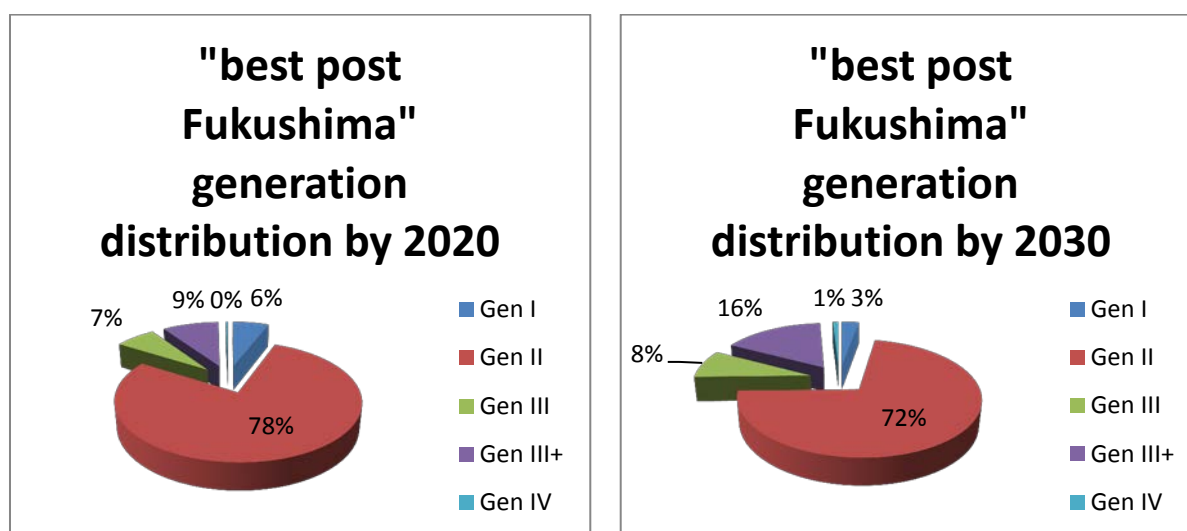 "best post
Fukushima"
generation
distribution by 2020
9% 0% 6%
7%
78%
Gen I
Gen II
Gen III
Gen III+
Gen IV
"best post
Fukushima"
generation
distribution by 2030
1% 3%
16%
8%
72%
Gen I
Gen II
Gen III
Gen III+
Gen IV